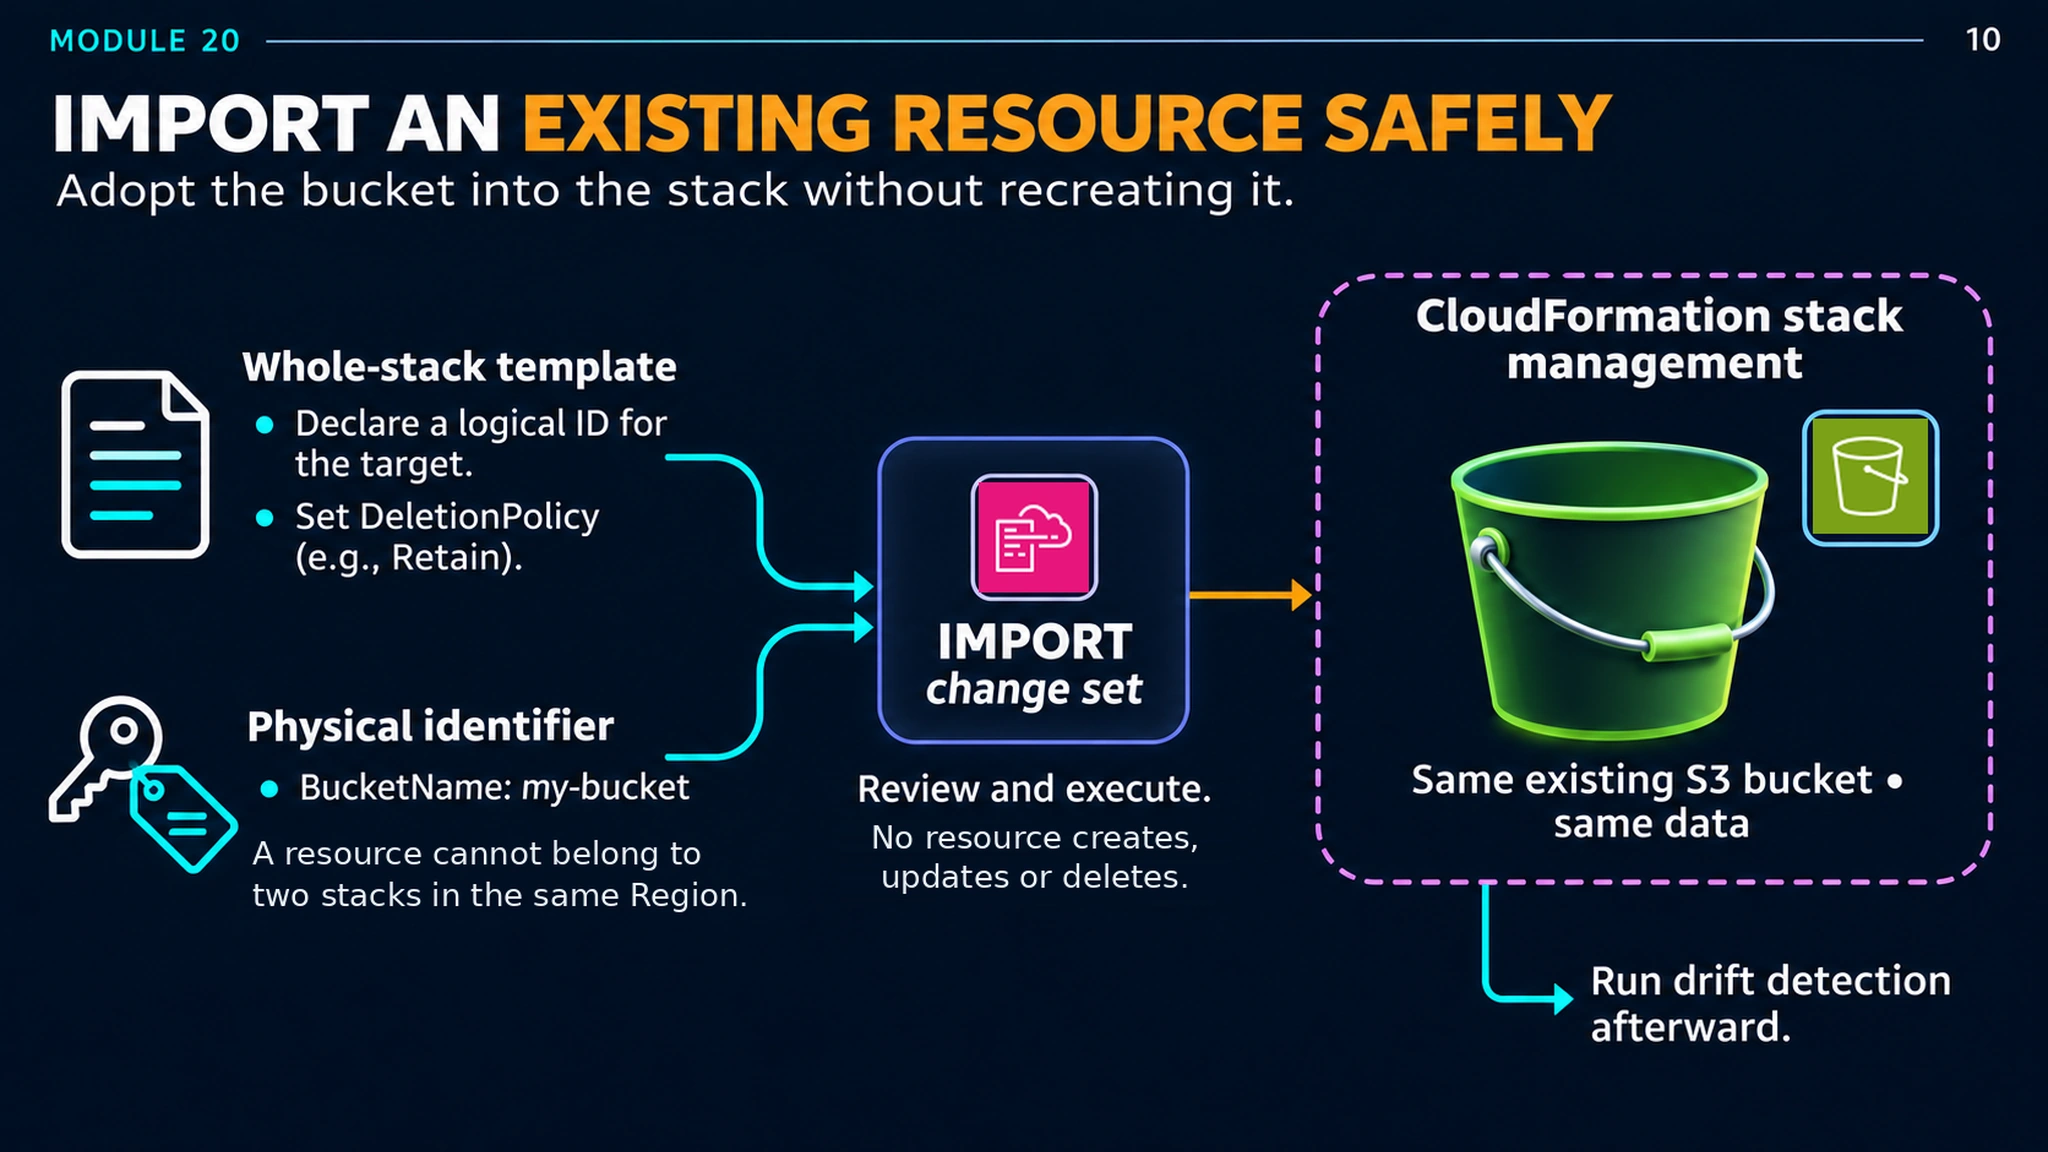 MODULE 20
10
IMPORT AN EXISTING RESOURCE SAFELY
Adopt the bucket into the stack without recreating it.
Whole-stack template
• Declare a logical ID for
the target.
• Set DeletionPolicy
(e.g., Retain).
Physical identifier
• BucketName: my-bucket
A resource cannot belong to
two stacks in the same Region.
IMPORT
change set
Review and execute.
No resource creates,
updates or deletes.
CloudFormation stack
management
Same existing S3 bucket •
same data
Run drift detection
afterward.